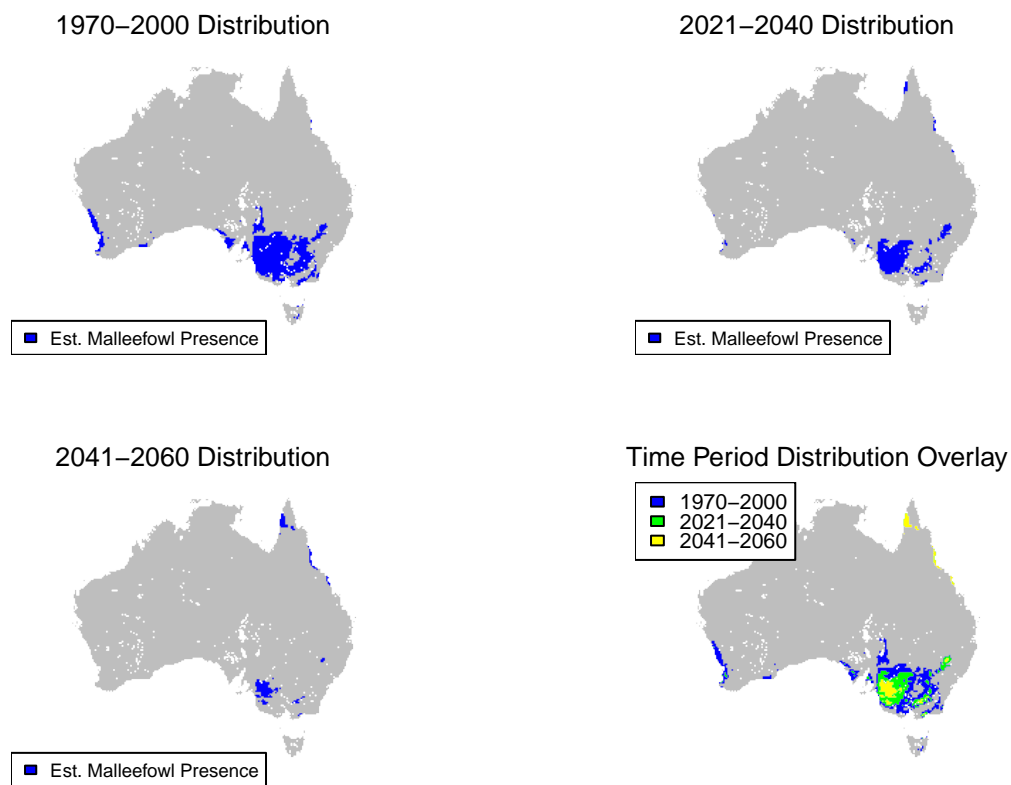 1970−2000 Distribution
2021−2040 Distribution
Est. Malleefowl Presence
Est. Malleefowl Presence
2041−2060 Distribution
Time Period Distribution Overlay
1970−2000
2021−2040
2041−2060
Est. Malleefowl Presence